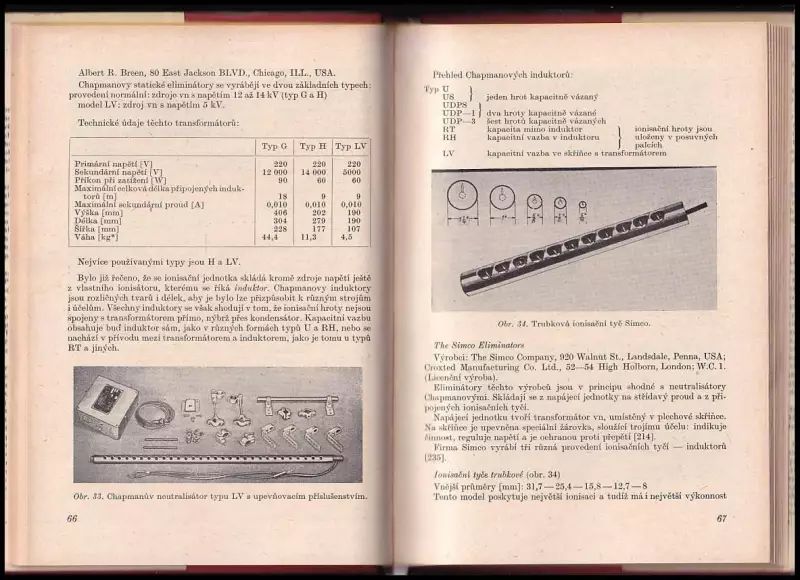 Albert R. Breen, 80 East Jackson BLVD., Chicago, ILL., USA.
Chapmanovy statické eliminátory se vyrábějí ve dvou základních typech:
provedení normální: zdroje vn s napětím 12 až 14 kV (typ G a H)
model LV: zdroj vn s napětím 5 kV.
Technické údaje těchto transformátorů:
Typ G Typ H Typ LV
Primární napětí [V] 220 220 220
Sekundární napětí [V] 12 000 14 000 5000
Příkon při zatížení [W] 90 60 60
Maximální celková délka připojených induk-
torů [m] 18 9 9
Maximální sekundární proud [A] 0,010 0,010 0,010
Výška [mm] 406 202 190
Délka [mm] 304 279 190
Šířka [mm] 228 177 107
Váha [kg*] 44,4 11,3 4,5
Nejvíce používanými typy jsou H a LV.
Bylo již řečeno, že se ionisační jednotka skládá kromě zdroje napětí ještě
z vlastního ionisátoru, kterému se říká induktor. Chapmanovy induktory
jsou rozličných tvarů i délek, aby je bylo lze přizpůsobit k různým strojům
i účelům. Všechny induktory se však shodují v tom, že ionisační hroty nejsou
spojeny s transformátorem přímo, nýbrž přes kondensátor. Kapacitní vazbu
obsahuje buď induktor sám, jako v různých formách typů U a RH, nebo se
nachází v přívodu mezi transformátorem a induktorem, jako je tomu u typů
RT a jiných.
Obr. 33. Chapmanův neutralisátor typu LV s upevňovacím příslušenstvím.
66
Přehled Chapmanových induktorů:
Typ U
US jeden hrot kapacitně vázaný
UDPS
UDP—1 dva hroty kapacitně vázané
UDP—3 šest hrotů kapacitně vázaných
RT kapacita mimo induktor ionisační hroty jsou
RH kapacitní vazba v induktoru uloženy v posuvných
palcích
LV kapacitní vazba ve skříňce s transformátorem
Obr. 34. Trubková ionisační tyč Simco.
The Simco Eliminators
Výrobci: The Simco Company, 920 Walnut St., Landsdale, Penna, USA;
Croxted Manufacturing Co. Ltd., 52—54 High Holborn, London; W.C. 1.
(Licenční výroba).
Eliminátory těchto výrobců jsou v principu shodné s neutralisátory
Chapmanovými. Skládají se z napájecí jednotky na střídavý proud a z při-
pojených ionisačních tyčí.
Napájecí jednotku tvoří transformátor vn, umístěný v plechové skříňce.
Na skříňce je upevněna speciální žárovka, sloužící trojímu účelu: indikuje
činnost, reguluje napětí a je ochranou proti přepětí [214].
Firma Simco vyrábí tři různá provedení ionisačních tyčí — induktorů
[235].
Ionisační tyče trubkové (obr. 34)
Vnější průměry [mm]: 31,7—25,4—15,8—12,7—8
Tento model poskytuje největší ionisaci a tudíž má i největší výkonnost
67